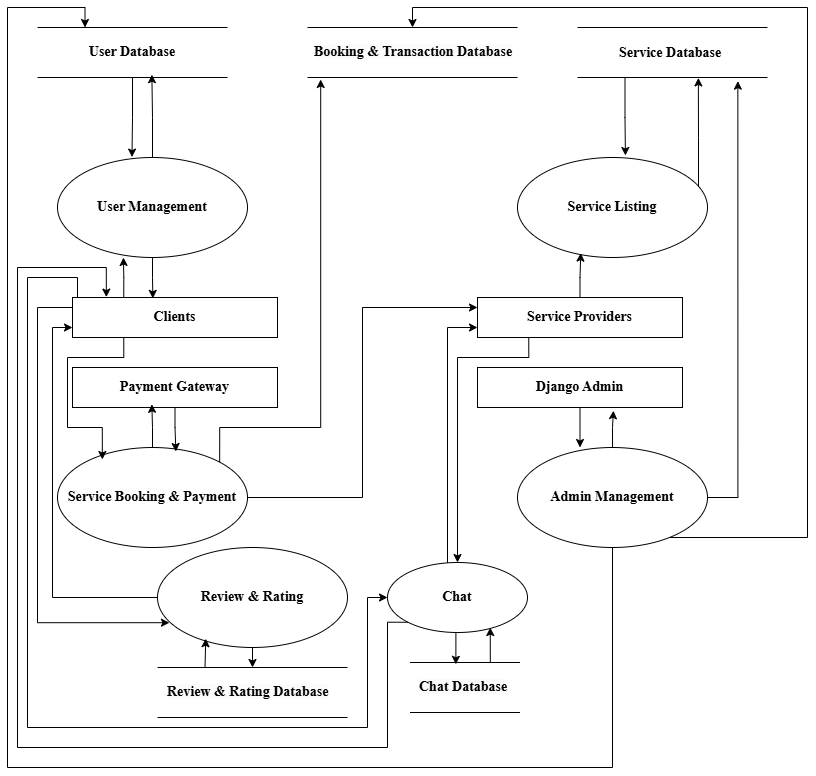 User Database
Booking & Transaction Database
Service Database
User Management
Service Listing
Clients
Service Providers
Payment Gateway
Django Admin
Service Booking & Payment
Admin Management
Review & Rating
Chat
Review & Rating Database
Chat Database